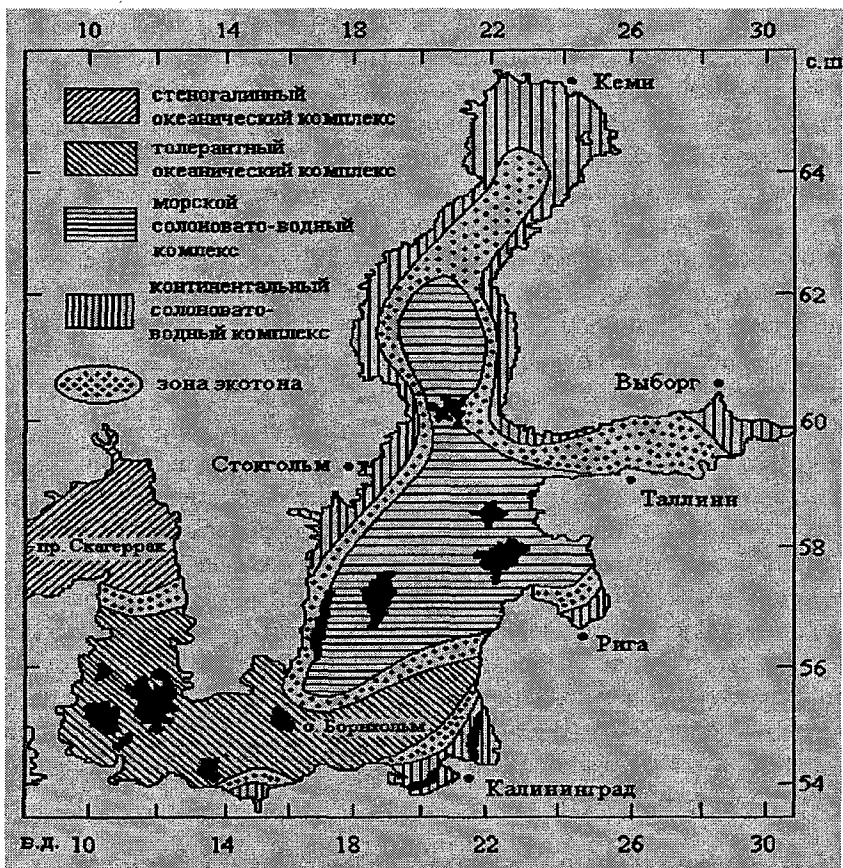 10 14 18 22 26 30
с.ш
стеногалинный
океанический комплекс
толерантный
океанический комплекс
морской
солоновато-водный
комплекс
континентальный
солоновато-
водный комплекс
зона экотона
Кеми
64
62
Выборг
60
Стокгольм
Таллинн
пр. Скагеррак
58
Рига
56
о. Борнхольм
Калининград
54
в.д. 10 14 18 22 26 30